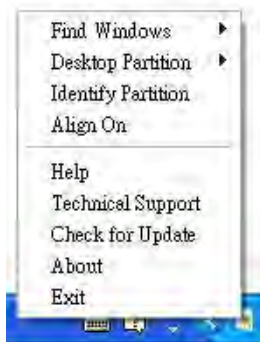 Find Windows
Desktop Partition
Identify Partition
Align On
Help
Technical Support
Check for Update
About
Exit